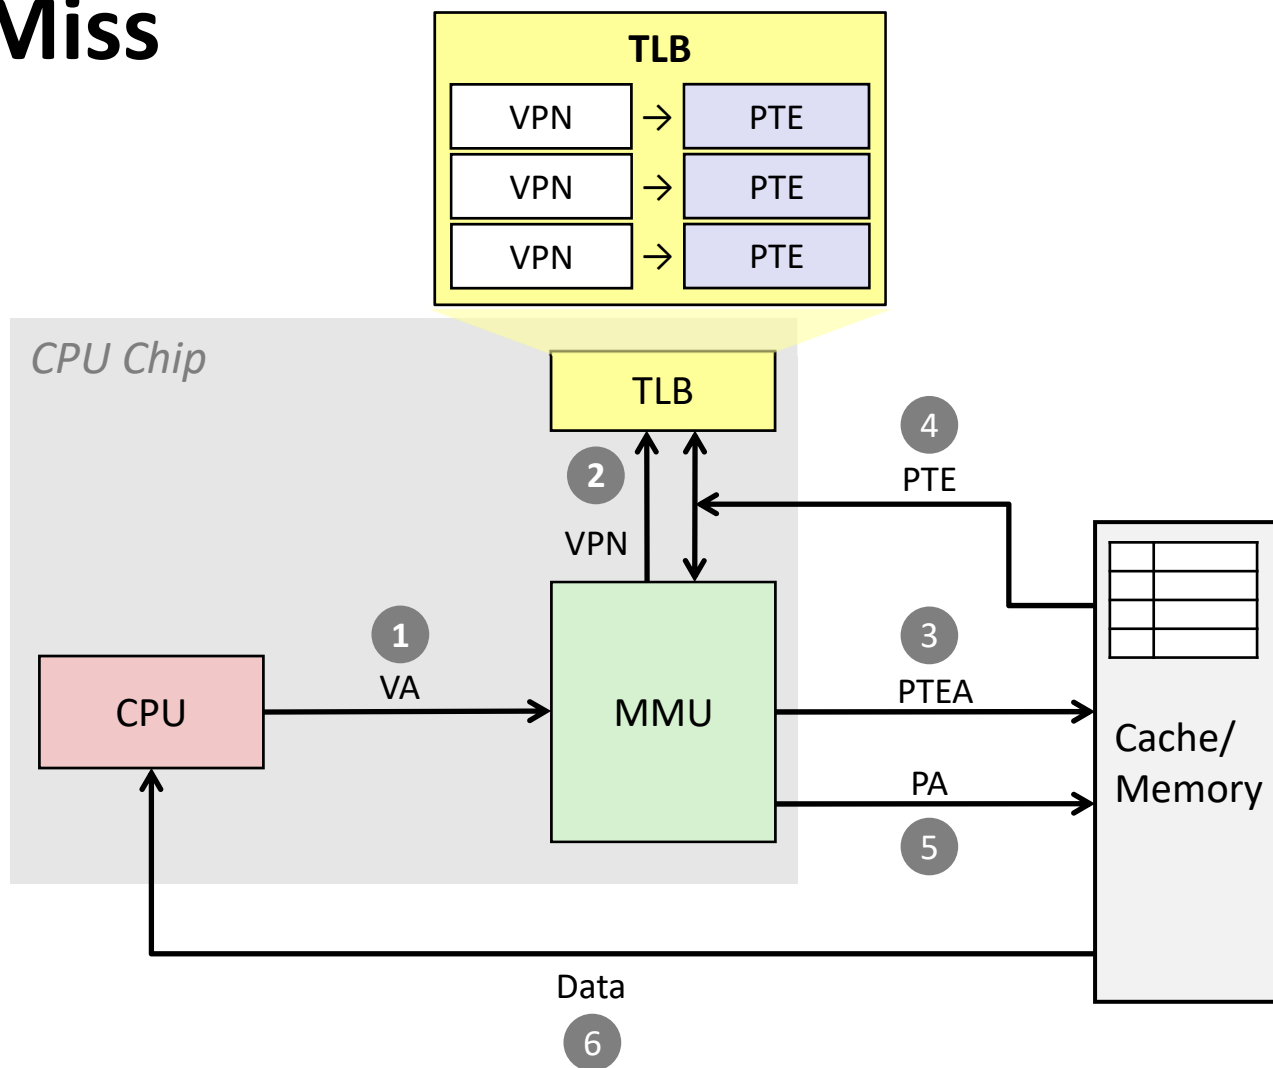 Miss
TLB
VPN → PTE
VPN → PTE
VPN → PTE
CPU Chip
TLB
4
2
PTE
VPN
1
3
VA
PTEA
CPU
MMU
Cache/
Memory
PA
5
Data
6